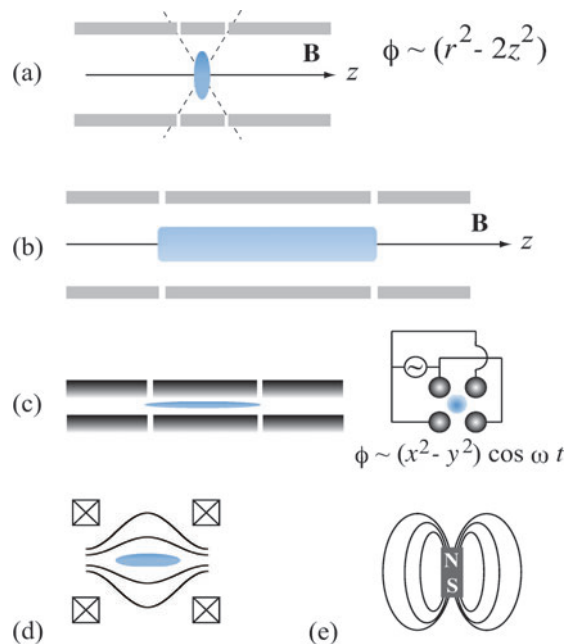 (a)
B
z
ϕ ~ (r² - 2z²)
(b)
B
z
(c)
~
ϕ ~ (x² - y²) cos ω t
(d)
N
S
(e)